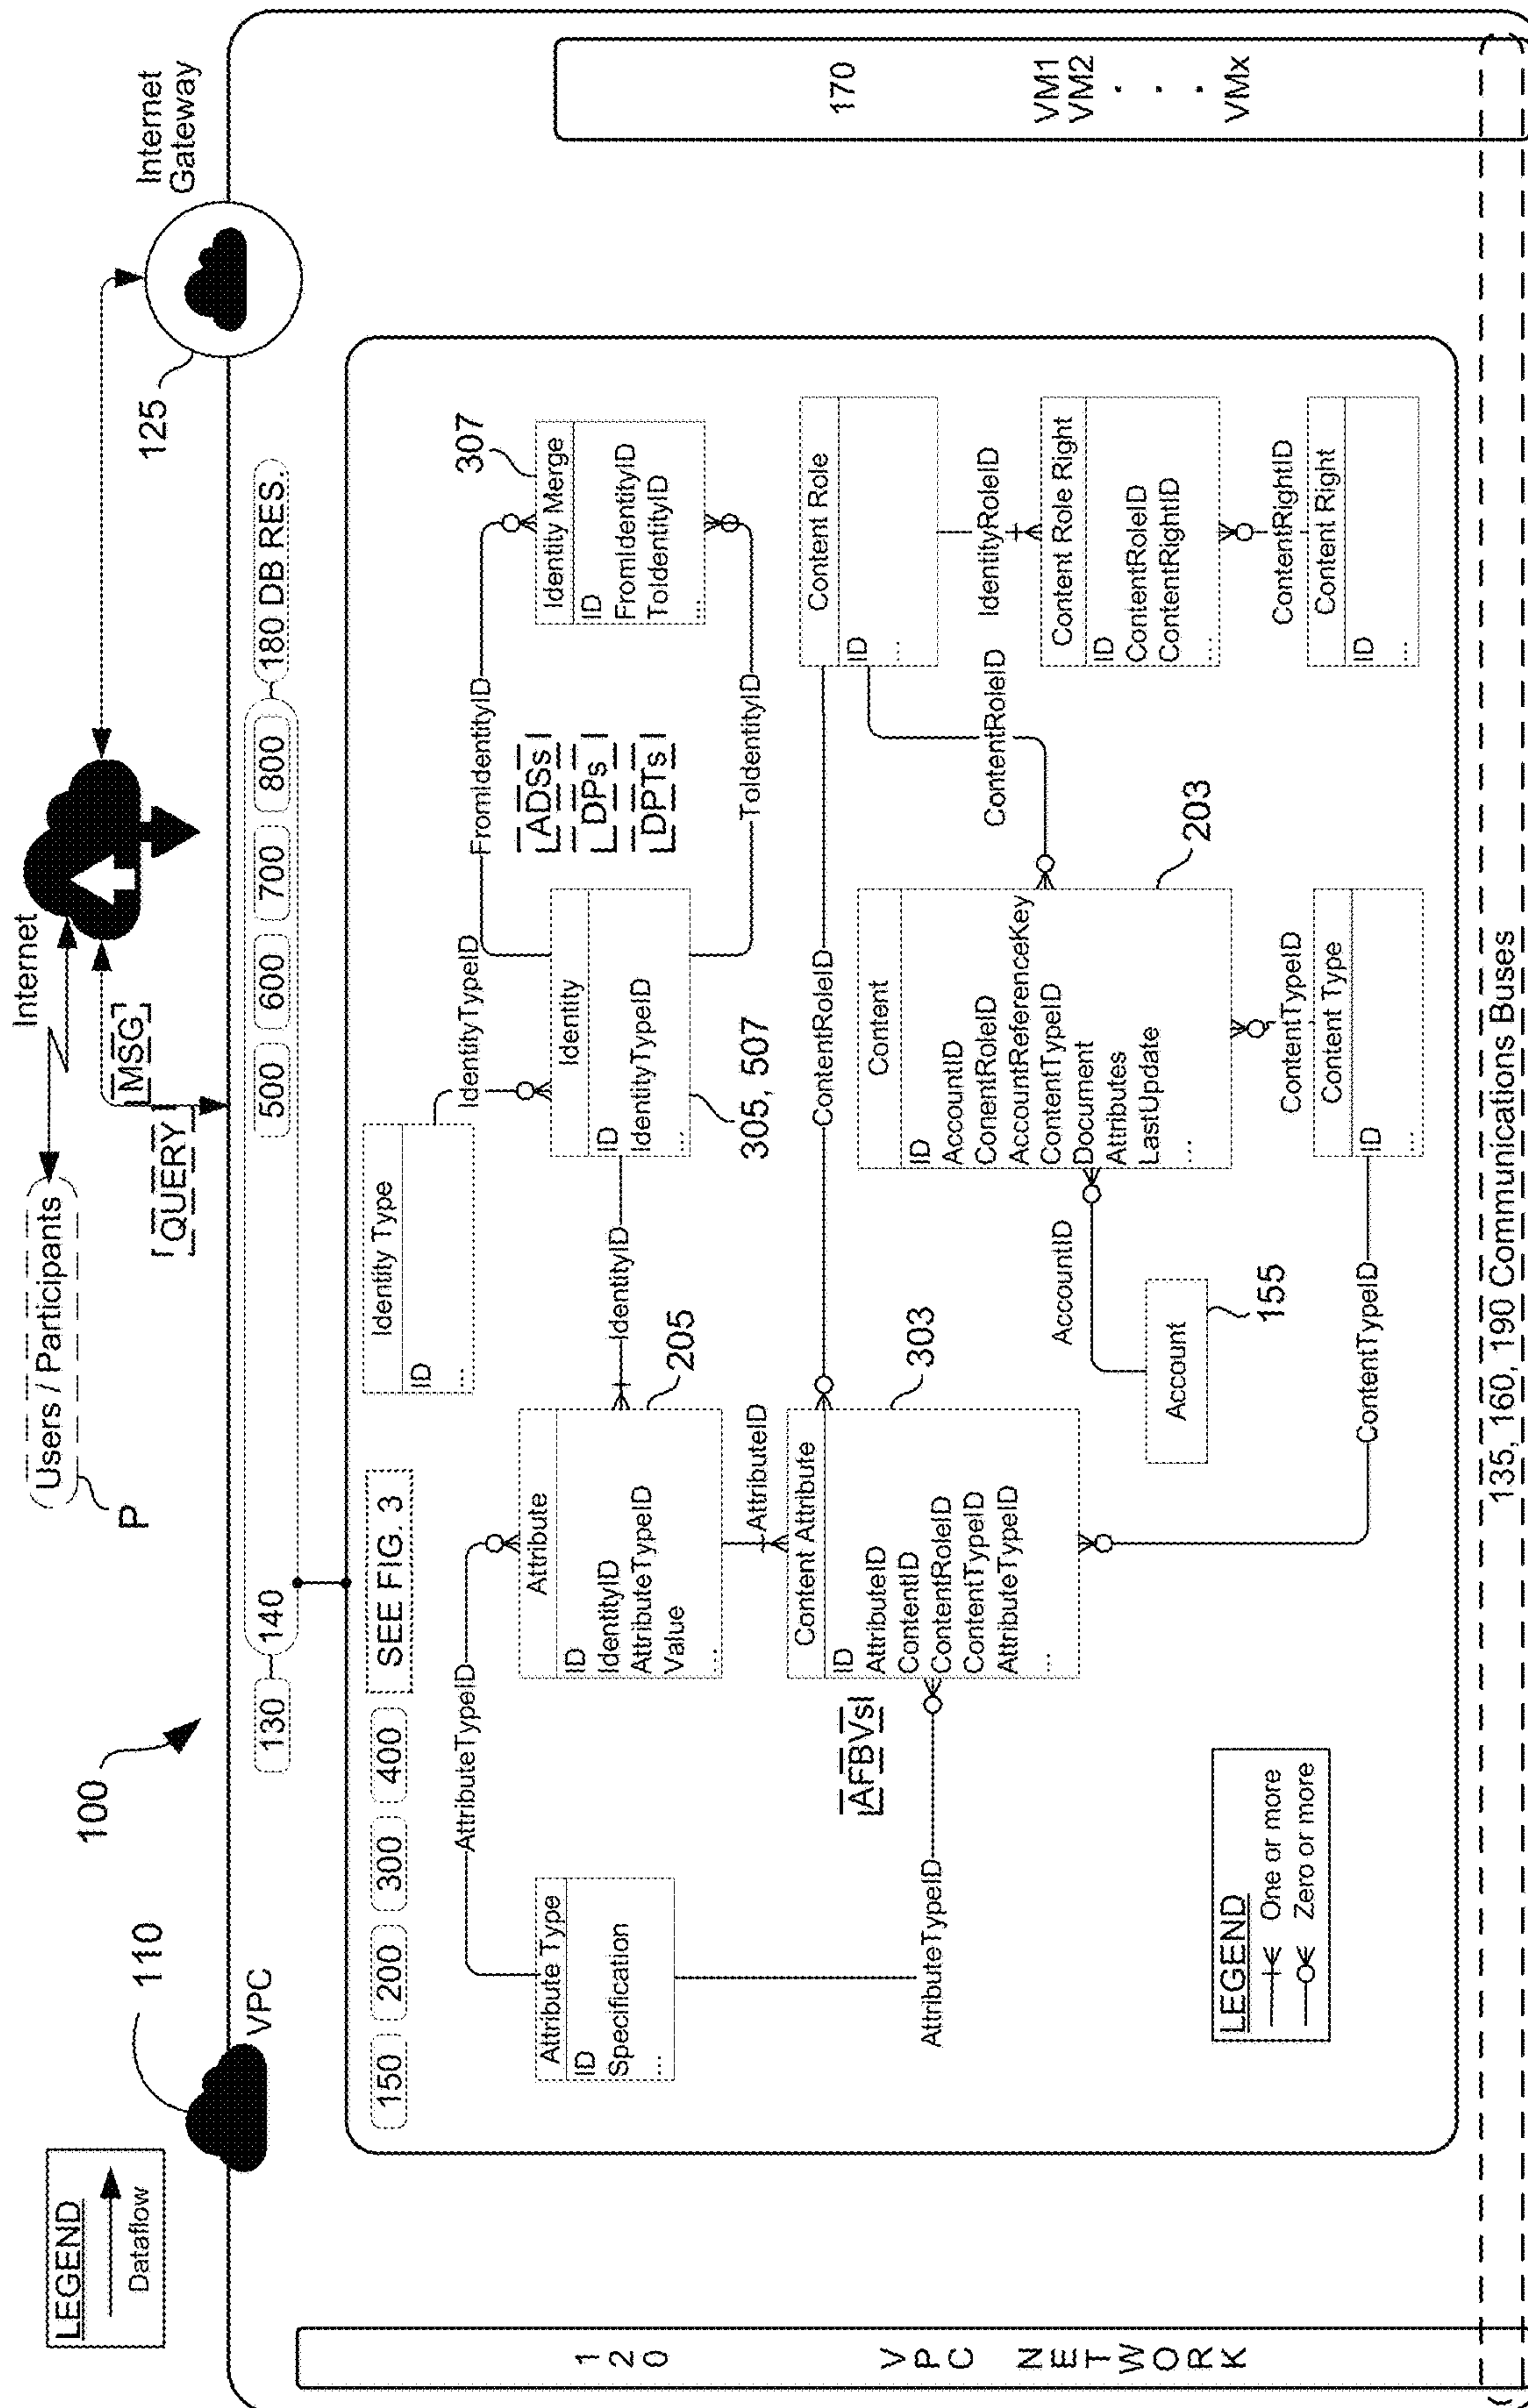 LEGEND
Dataflow
110
VPC
100
Users / Participants
P
Internet
[MSG]
[QUERY]
Internet
Gateway
125
130
140
500
600
700
800
180 DB RES.
120
VPC NETWORK
150
200
300
400
SEE FIG. 3
Identity Type
ID
...
IdentityTypeID
Attribute Type
ID
Specification
...
AttributeTypeID
Attribute
ID
IdentityID
AttributeTypeID
Value
...
205
IdentityID
Identity
ID
IdentityTypeID
...
305, 507
FromIdentityID
[ADSs]
[DPs]
[DPTs]
ToIdentityID
307
Identity Merge
ID
FromIdentityID
ToIdentityID
...
AttributeID
[AFBVs]
AttributeTypeID
Content Attribute
ID
AttributeID
ContentID
ContentRoleID
ContentTypeID
AttributeTypeID
...
303
ContentRoleID
Content Role
ID
...
ContentRoleID
IdentityRoleID
Content Role Right
ID
ContentRoleID
ContentRightID
...
ContentRightID
Content Right
ID
...
Content
ID
AccountID
ConentRoleID
AccountReferenceKey
ContentTypeID
Document
Attributes
LastUpdate
...
203
AccountID
Account
155
ContentTypeID
Content Type
ID
...
ContentTypeID
LEGEND
One or more
Zero or more
170
VM1
VM2
.
.
.
VMx
135, 160, 190 Communications Buses